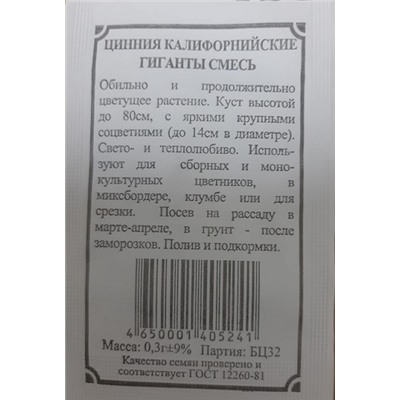 ЦИННИЯ КАЛИФОРНИЙСКИЕ
ГИГАНТЫ СМЕСЬ
Обильно и продолжительно
цветущее растение. Куст высотой
до 80см, с яркими крупными
соцветиями (до 14см в диаметре).
Свето- и теплолюбиво. Исполь-
зуют для сборных и моно-
культурных цветников, в
миксбордере, клумбе или для
срезки. Посев на рассаду в
марте-апреле, в грунт - после
заморозков. Полив и подкормки.
4 650001 405241
Масса: 0,3г±9% Партия: БЦ32
Качество семян проверено и
соответствует ГОСТ 12260-81